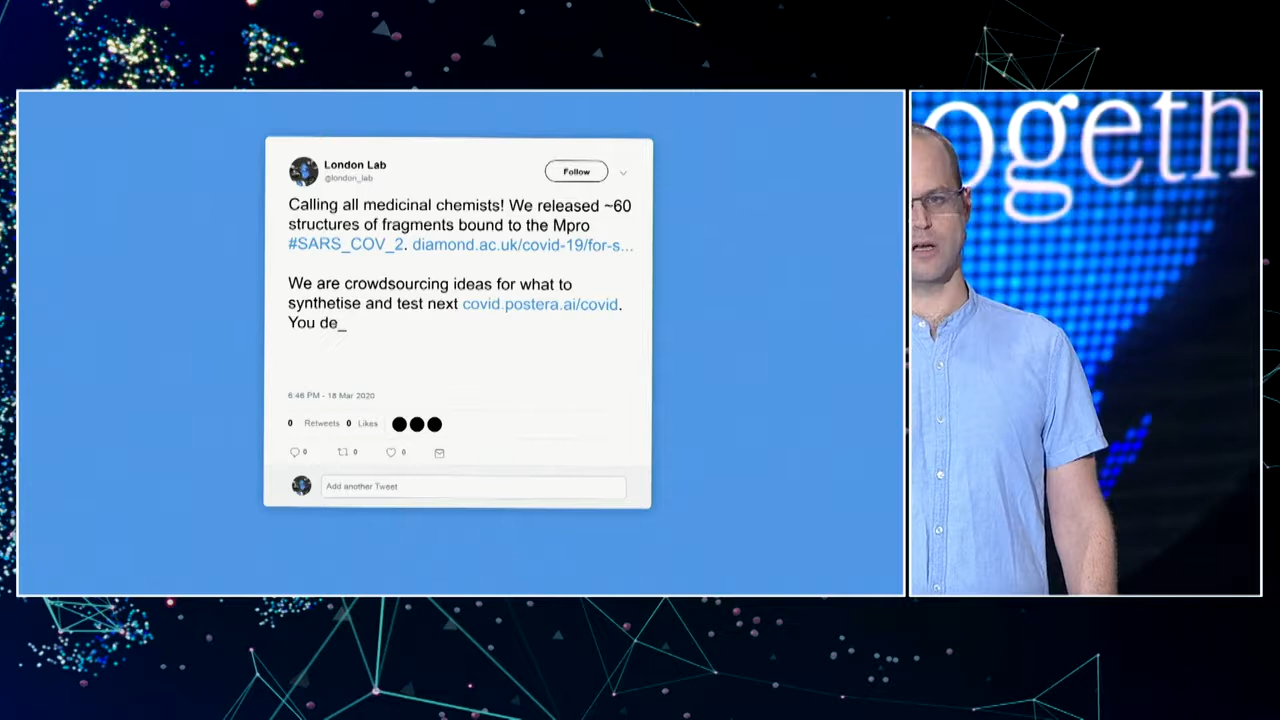 London Lab
@london_lab
Follow
Calling all medicinal chemists! We released ~60
structures of fragments bound to the Mpro
#SARS_COV_2. diamond.ac.uk/covid-19/for-s...
We are crowdsourcing ideas for what to
synthetise and test next covid.postera.ai/covid.
You de_
6:46 PM - 18 Mar 2020
0 Retweets 0 Likes
0 0 0
Add another Tweet
ogeth